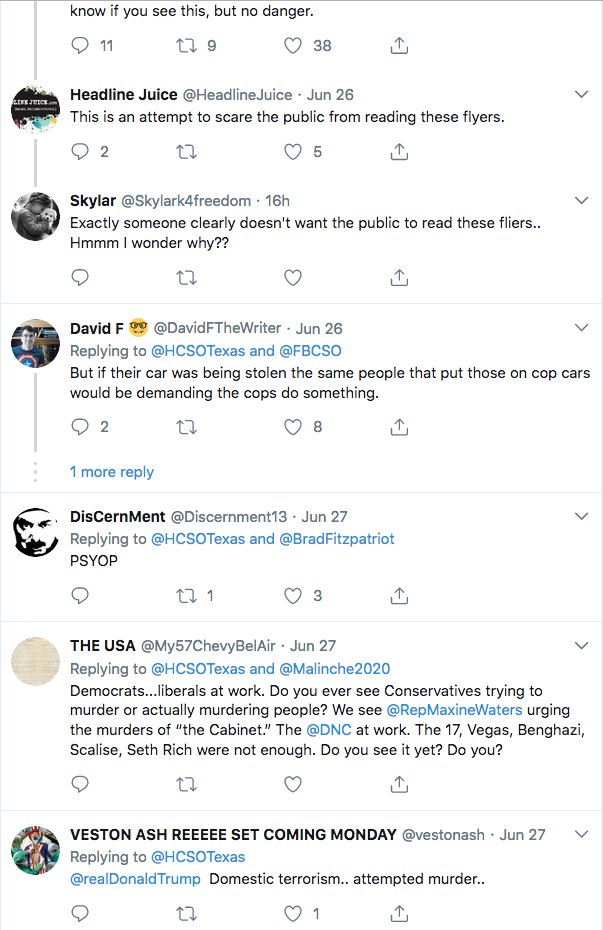 know if you see this, but no danger.
11 9 38
LINE JUICE.com
Headline Juice @HeadlineJuice · Jun 26
This is an attempt to scare the public from reading these flyers.
2 5
Skylar @Skylark4freedom · 16h
Exactly someone clearly doesn't want the public to read these fliers..
Hmmm I wonder why??
David F 🤓 @DavidFTheWriter · Jun 26
Replying to @HCSOTexas and @FBCSO
But if their car was being stolen the same people that put those on cop cars
would be demanding the cops do something.
2 8
1 more reply
DisCernMent @Discernment13 · Jun 27
Replying to @HCSOTexas and @BradFitzpatriot
PSYOP
1 3
THE USA @My57ChevyBelAir · Jun 27
Replying to @HCSOTexas and @Malinche2020
Democrats...liberals at work. Do you ever see Conservatives trying to
murder or actually murdering people? We see @RepMaxineWaters urging
the murders of “the Cabinet.” The @DNC at work. The 17, Vegas, Benghazi,
Scalise, Seth Rich were not enough. Do you see it yet? Do you?
VESTON ASH REEEEE SET COMING MONDAY @vestonash · Jun 27
Replying to @HCSOTexas
@realDonaldTrump Domestic terrorism.. attempted murder..
1